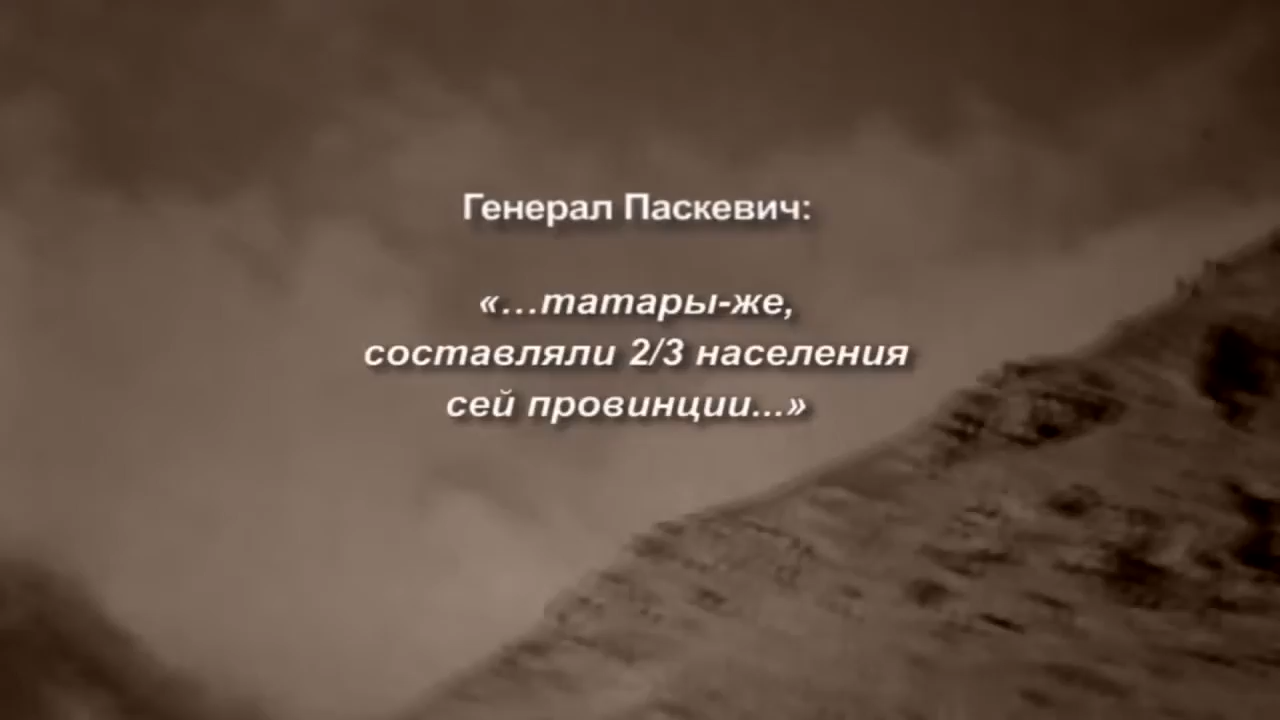 Генерал Паскевич:
«...татары-же,
составляли 2/3 населения
сей провинции...»